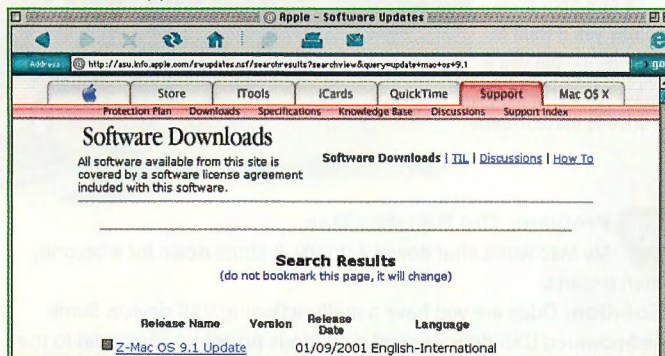 Apple - Software Updates
Address: http://asu.info.apple.com/swupdates.nsf/searchresults?searchview&query=update+mac+os+9.1 go
Store iTools iCards QuickTime Support Mac OS X
Protection Plan Downloads Specifications Knowledge Base Discussions Support Index
Software Downloads
All software available from this site is
covered by a software license agreement
included with this software.
Software Downloads | TIL | Discussions | How To
Search Results
(do not bookmark this page, it will change)
Release Name Version Release Date Language
Z-Mac OS 9.1 Update 01/09/2001 English-International